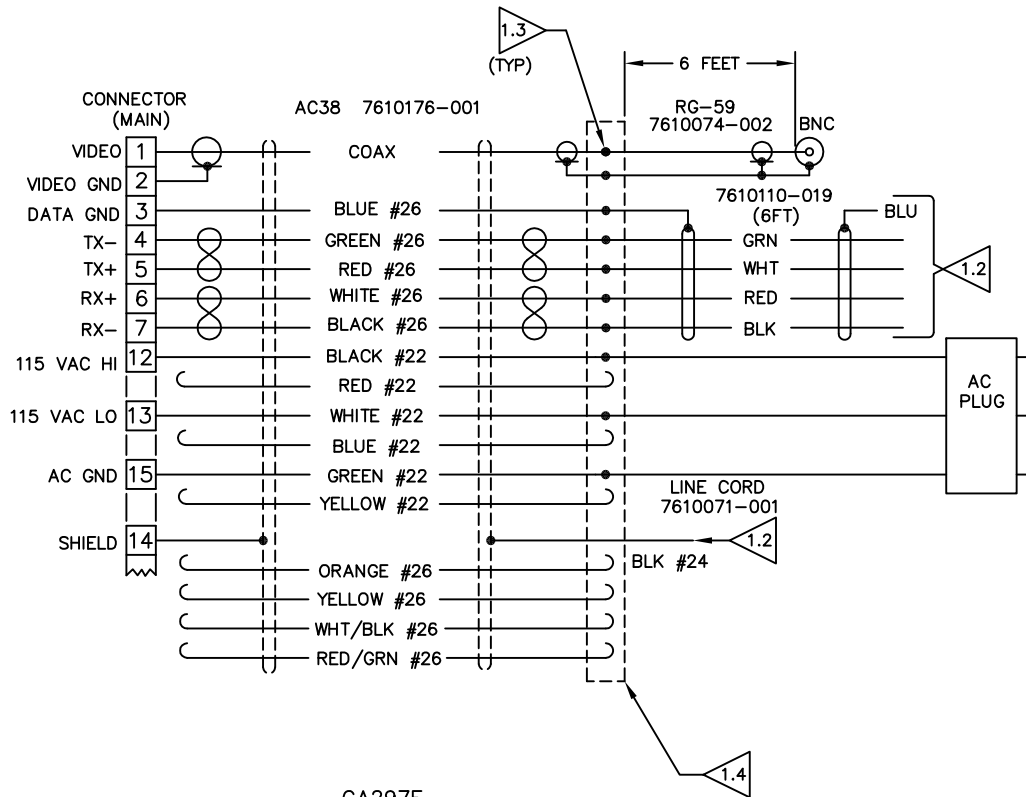 1.3
(TYP)
6 FEET
CONNECTOR
(MAIN)
AC38 7610176-001
RG-59
7610074-002
BNC
VIDEO 1 COAX
VIDEO GND 2
7610110-019
(6FT)
DATA GND 3 BLUE #26 BLU
TX- 4 GREEN #26 GRN
TX+ 5 RED #26 WHT 1.2
RX+ 6 WHITE #26 RED
RX- 7 BLACK #26 BLK
115 VAC HI 12 BLACK #22
RED #22
AC
PLUG
115 VAC LO 13 WHITE #22
BLUE #22
AC GND 15 GREEN #22
LINE CORD
7610071-001
YELLOW #22
SHIELD 14 1.2
BLK #24
ORANGE #26
YELLOW #26
WHT/BLK #26
RED/GRN #26
1.4